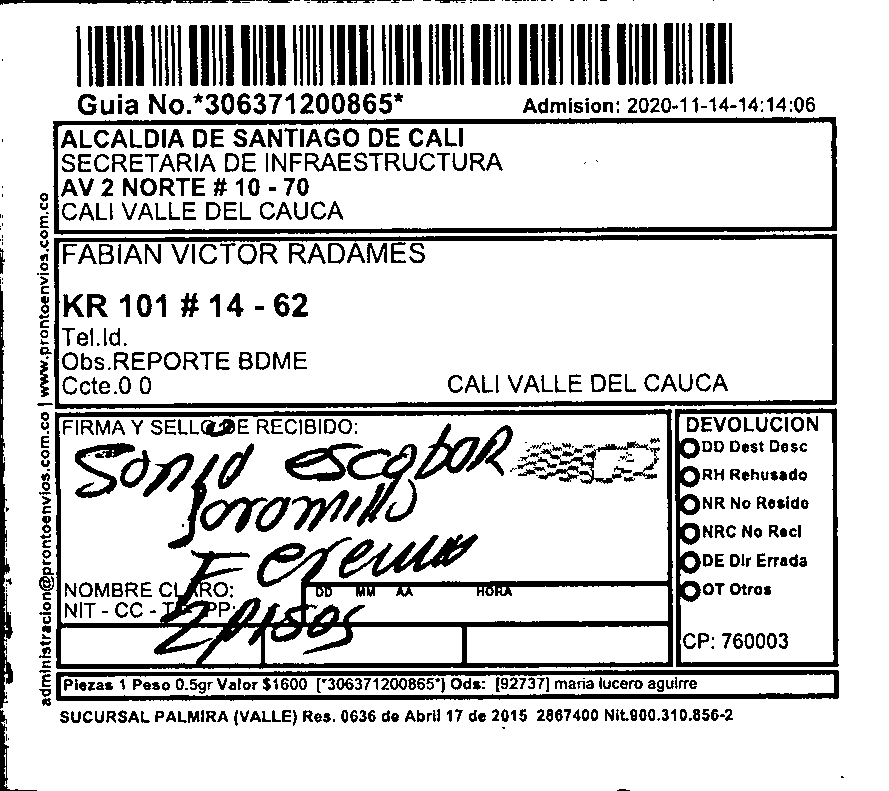 Guia No.*306371200865*
Admision: 2020-11-14-14:14:06
ALCALDIA DE SANTIAGO DE CALI
SECRETARIA DE INFRAESTRUCTURA
AV 2 NORTE # 10 - 70
CALI VALLE DEL CAUCA
FABIAN VICTOR RADAMES
KR 101 # 14 - 62
Tel.Id.
Obs.REPORTE BDME
Ccte.0 0
CALI VALLE DEL CAUCA
administracion@prontoenvios.com.co | www.prontoenvios.com.co
FIRMA Y SELLO DE RECIBIDO:
Sonia escobar
Jaramillo
2 pisos
NOMBRE CLARO:
NIT - CC -
DD MM AA HORA
DEVOLUCION
DD Dest Desc
RH Rehusado
NR No Reside
NRC No Recl
DE Dir Errada
OT Otros
CP: 760003
Piezas 1 Peso 0.5gr Valor $1600 [*306371200865*] Ods: [92737] maria lucero aguirre
SUCURSAL PALMIRA (VALLE) Res. 0636 de Abril 17 de 2015 2867400 Nit.900.310.856-2